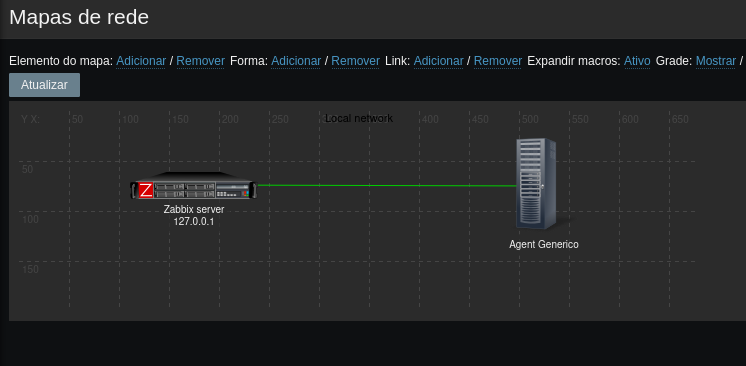 Mapas de rede
Elemento do mapa: Adicionar / Remover Forma: Adicionar / Remover Link: Adicionar / Remover Expandir macros: Ativo Grade: Mostrar /
Atualizar
Y X: 50 100 150 200 250 Local network 400 450 500 550 600 650
50
Z
Zabbix server
127.0.0.1
100
Agent Generico
150